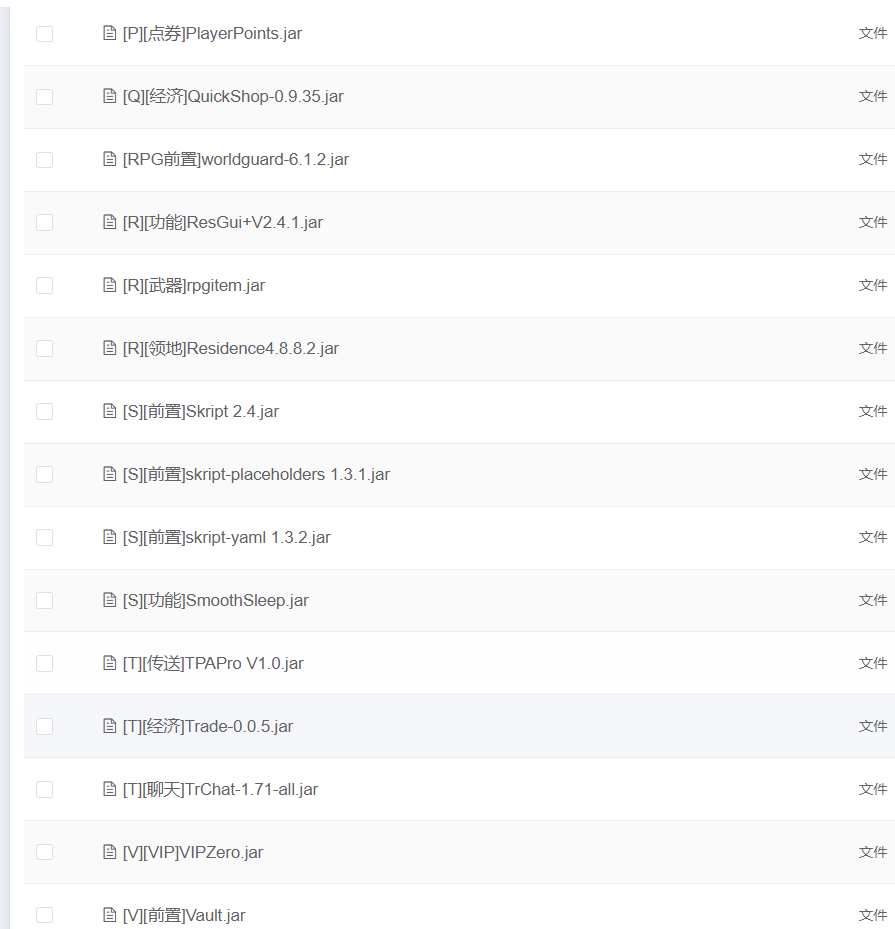 [P][点券]PlayerPoints.jar 文件
[Q][经济]QuickShop-0.9.35.jar 文件
[RPG前置]worldguard-6.1.2.jar 文件
[R][功能]ResGui+V2.4.1.jar 文件
[R][武器]rpgitem.jar 文件
[R][领地]Residence4.8.8.2.jar 文件
[S][前置]Skript 2.4.jar 文件
[S][前置]skript-placeholders 1.3.1.jar 文件
[S][前置]skript-yaml 1.3.2.jar 文件
[S][功能]SmoothSleep.jar 文件
[T][传送]TPAPro V1.0.jar 文件
[T][经济]Trade-0.0.5.jar 文件
[T][聊天]TrChat-1.71-all.jar 文件
[V][VIP]VIPZero.jar 文件
[V][前置]Vault.jar 文件